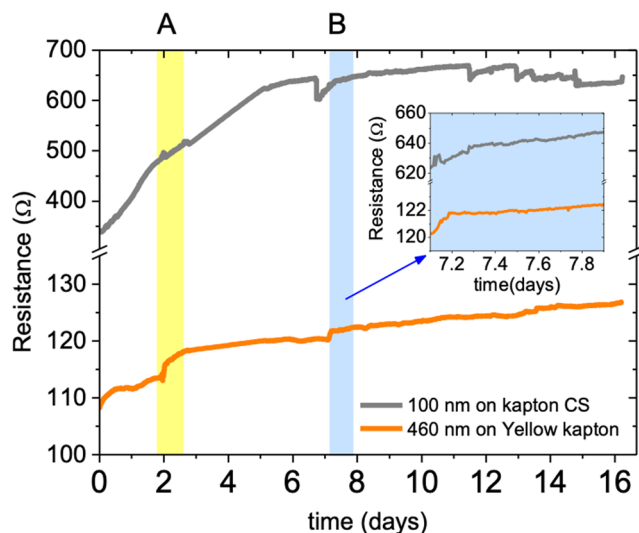 A B
700
600
500
400
130
120
110
100
Resistance (Ω)
0 2 4 6 8 10 12 14 16
time (days)
660
640
620
122
120
Resistance (Ω)
7.2 7.4 7.6 7.8
time(days)
100 nm on kapton CS
460 nm on Yellow kapton